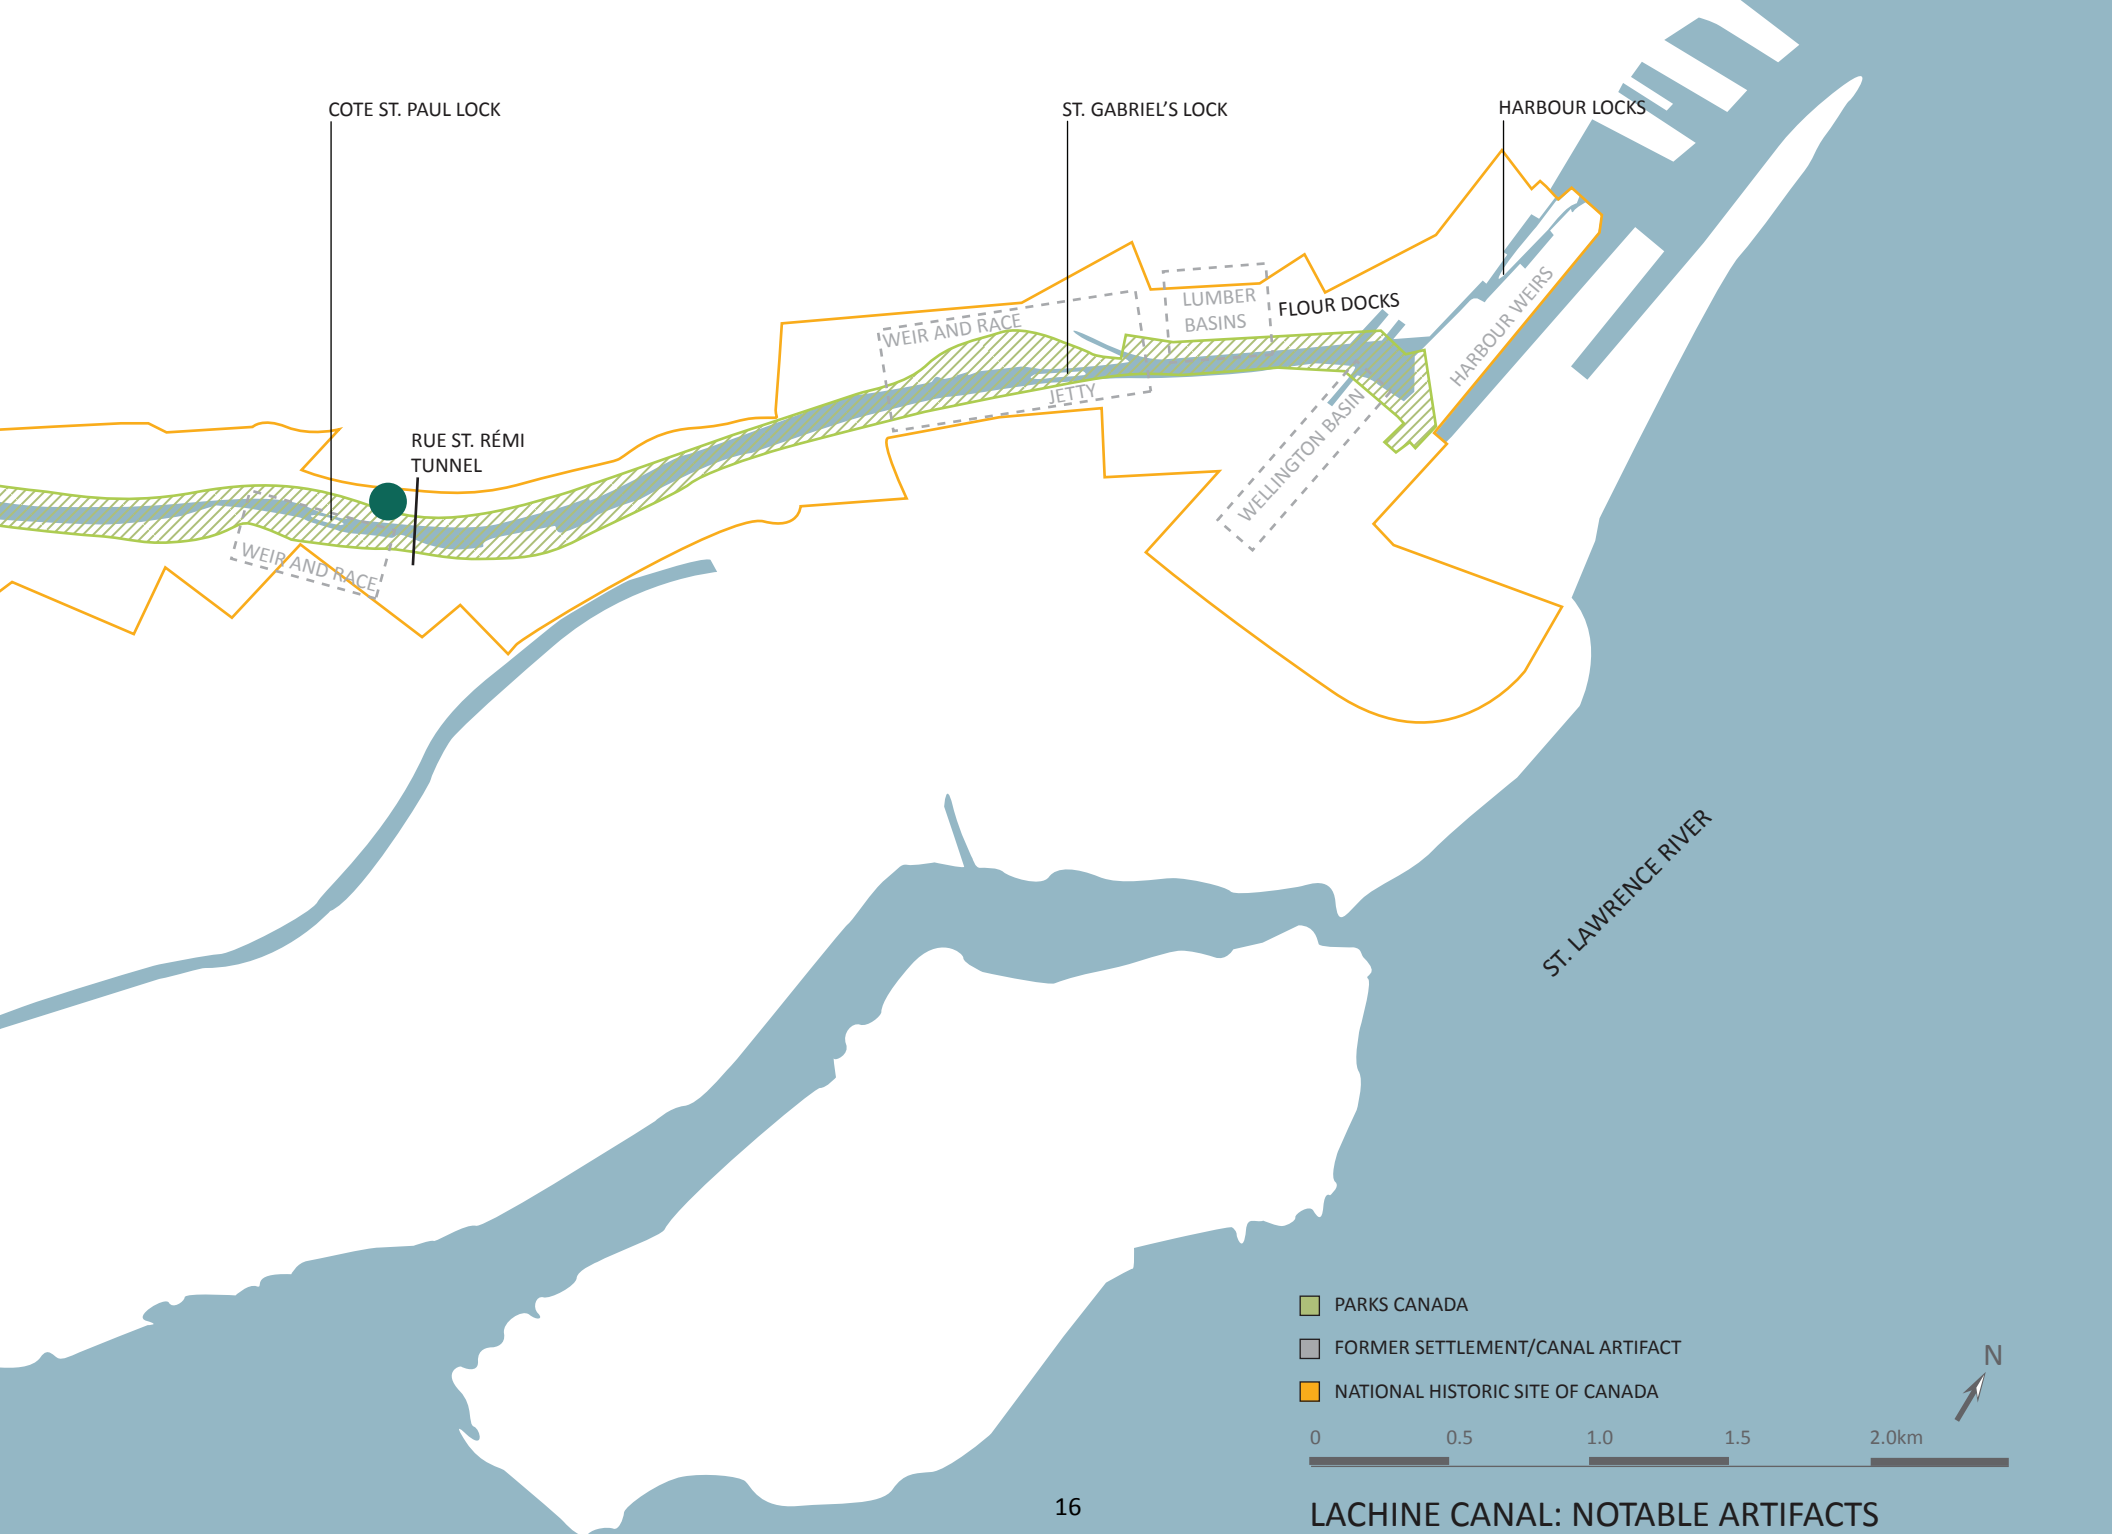 COTE ST. PAUL LOCK
ST. GABRIEL'S LOCK
HARBOUR LOCKS
LUMBER
BASINS
FLOUR DOCKS
WEIR AND RACE
HARBOUR WEIRS
JETTY
WELLINGTON BASIN
RUE ST. RÉMI
TUNNEL
WEIR AND RACE
ST. LAWRENCE RIVER
PARKS CANADA
FORMER SETTLEMENT/CANAL ARTIFACT
NATIONAL HISTORIC SITE OF CANADA
N
0 0.5 1.0 1.5 2.0km
16
LACHINE CANAL: NOTABLE ARTIFACTS